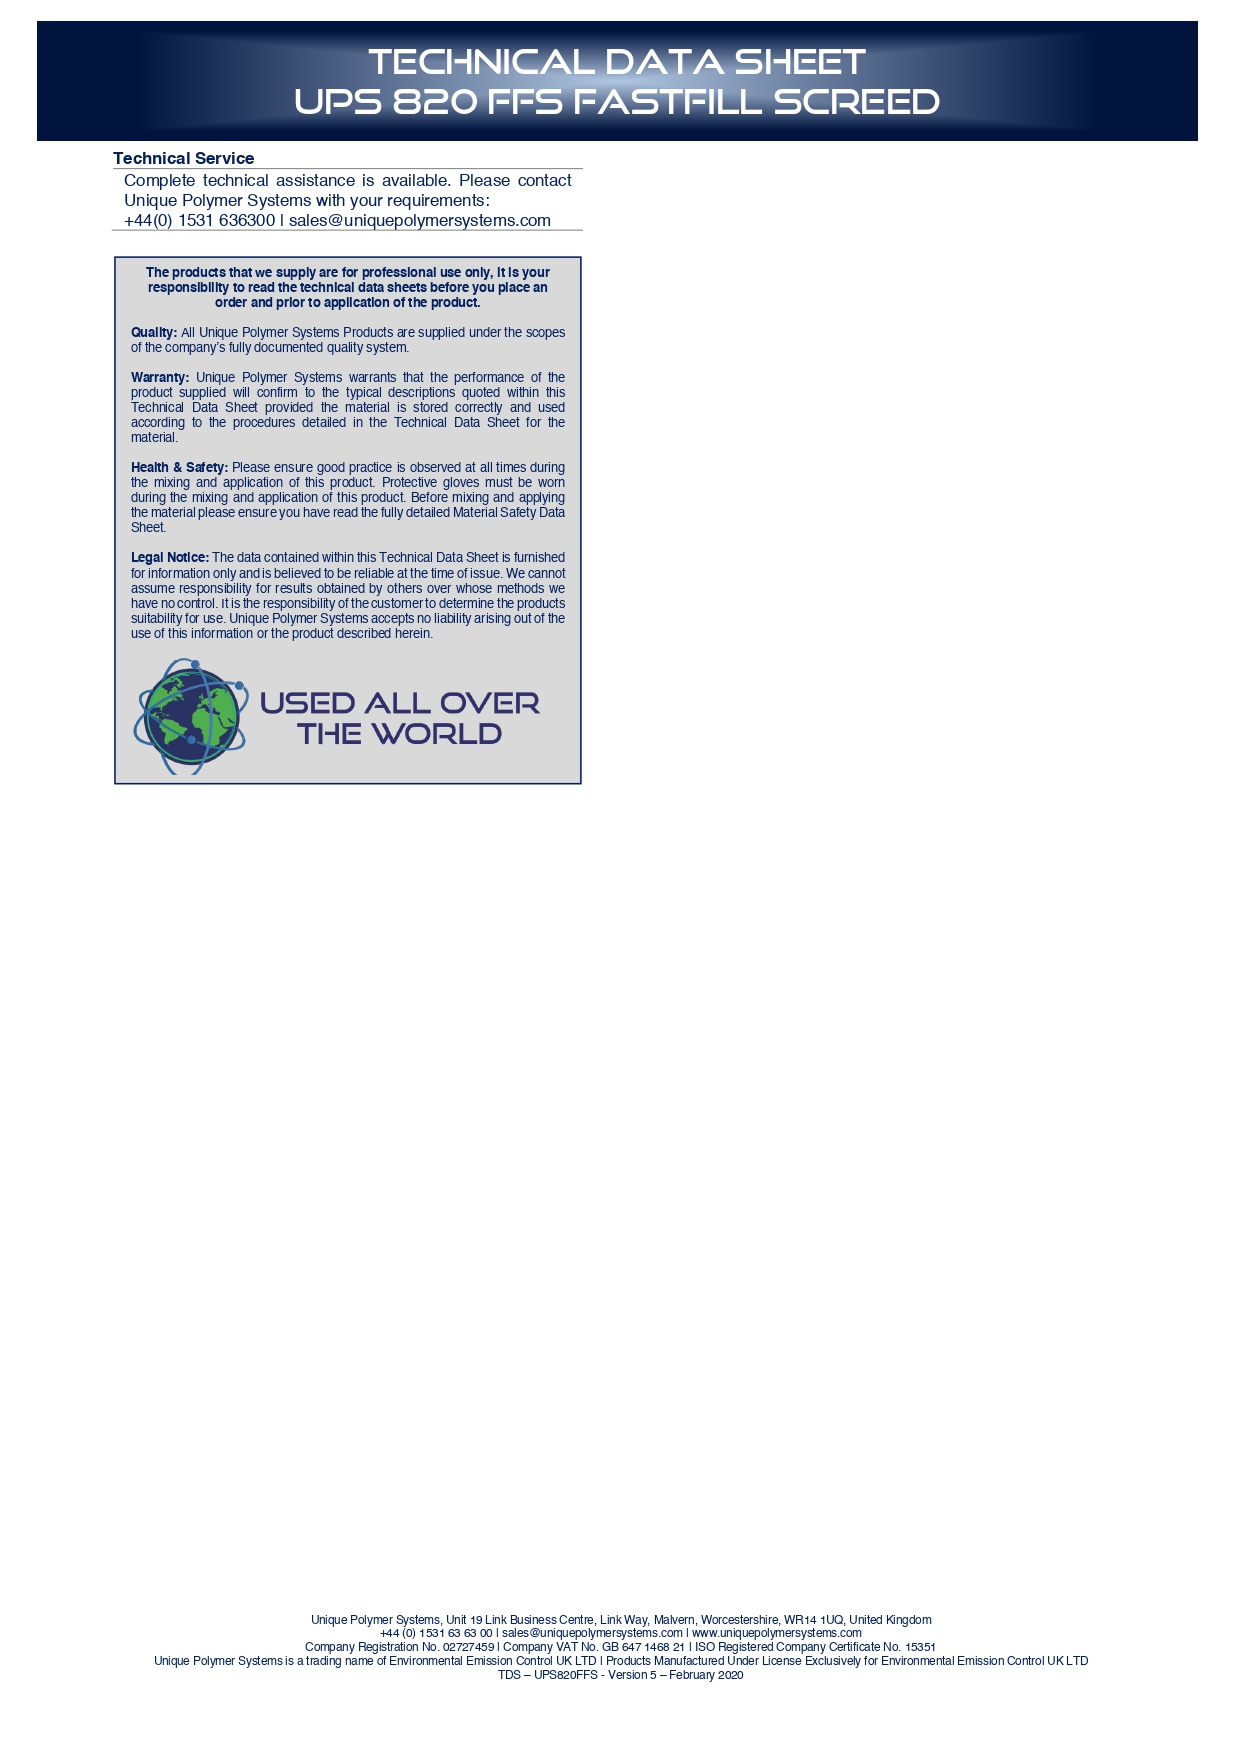 TECHNICAL DATA SHEET
UPS 820 FFS FASTFILL SCREED
Technical Service
Complete technical assistance is available. Please contact
Unique Polymer Systems with your requirements:
+44(0) 1531 636300 | sales@uniquepolymersystems.com
The products that we supply are for professional use only, it is your
responsibility to read the technical data sheets before you place an
order and prior to application of the product.
Quality: All Unique Polymer Systems Products are supplied under the scopes
of the company's fully documented quality system.
Warranty: Unique Polymer Systems warrants that the performance of the
product supplied will confirm to the typical descriptions quoted within this
Technical Data Sheet provided the material is stored correctly and used
according to the procedures detailed in the Technical Data Sheet for the
material.
Health & Safety: Please ensure good practice is observed at all times during
the mixing and application of this product. Protective gloves must be worn
during the mixing and application of this product. Before mixing and applying
the material please ensure you have read the fully detailed Material Safety Data
Sheet.
Legal Notice: The data contained within this Technical Data Sheet is furnished
for information only and is believed to be reliable at the time of issue. We cannot
assume responsibility for results obtained by others over whose methods we
have no control. It is the responsibility of the customer to determine the products
suitability for use. Unique Polymer Systems accepts no liability arising out of the
use of this information or the product described herein.
USED ALL OVER
THE WORLD
Unique Polymer Systems, Unit 19 Link Business Centre, Link Way, Malvern, Worcestershire, WR14 1UQ, United Kingdom
+44 (0) 1531 63 63 00 | sales@uniquepolymersystems.com | www.uniquepolymersystems.com
Company Registration No. 02727459 | Company VAT No. GB 647 1468 21 | ISO Registered Company Certificate No. 15351
Unique Polymer Systems is a trading name of Environmental Emission Control UK LTD | Products Manufactured Under License Exclusively for Environmental Emission Control UK LTD
TDS – UPS820FFS - Version 5 – February 2020